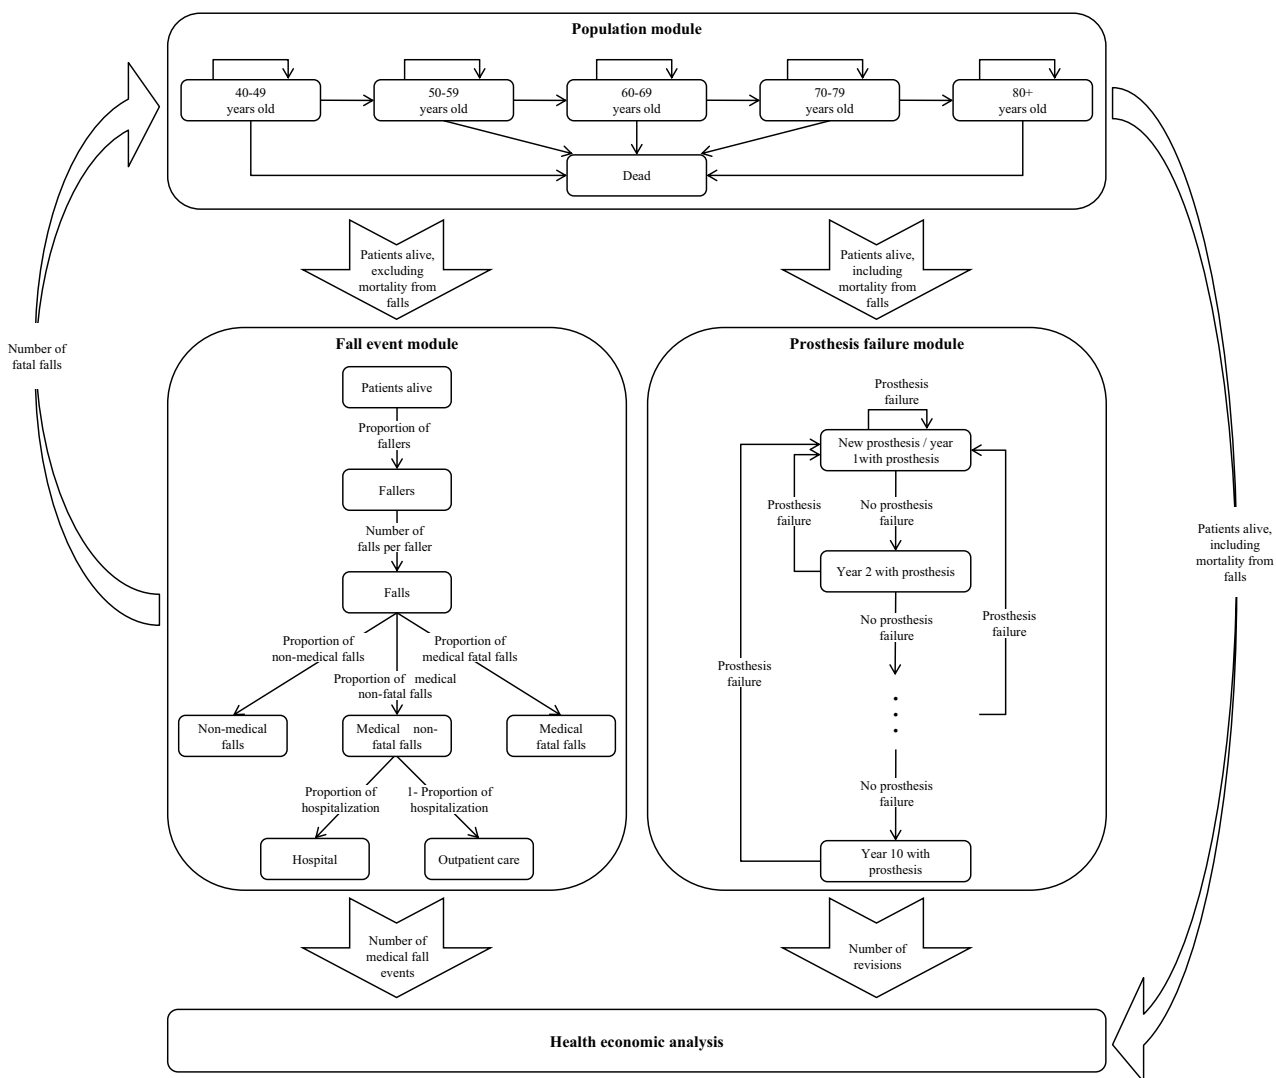 Population module
40-49
years old
50-59
years old
60-69
years old
70-79
years old
80+
years old
Dead
Patients alive,
excluding
mortality from
falls
Patients alive,
including
mortality from
falls
Number of
fatal falls
Fall event module
Patients alive
Proportion of
fallers
Fallers
Number of
falls per faller
Falls
Proportion of
non-medical falls
Proportion of medical
non-fatal falls
Proportion of
medical fatal falls
Non-medical
falls
Medical non-
fatal falls
Medical
fatal falls
Proportion of
hospitalization
1- Proportion of
hospitalization
Hospital
Outpatient care
Prosthesis failure module
Prosthesis
failure
New prosthesis / year
1with prosthesis
Prosthesis
failure
No prosthesis
failure
Year 2 with prosthesis
No prosthesis
failure
Prosthesis
failure
Prosthesis
failure
No prosthesis
failure
Year 10 with
prosthesis
Patients alive,
including
mortality from
falls
Number of
medical fall
events
Number of
revisions
Health economic analysis